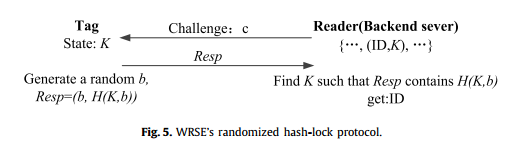 Tag
State: K
Challenge: c
Reader(Backend sever)
{···, (ID,K), ···}
Resp
Generate a random b,
Resp=(b, H(K,b))
Find K such that Resp contains H(K,b)
get:ID
Fig. 5. WRSE's randomized hash-lock protocol.